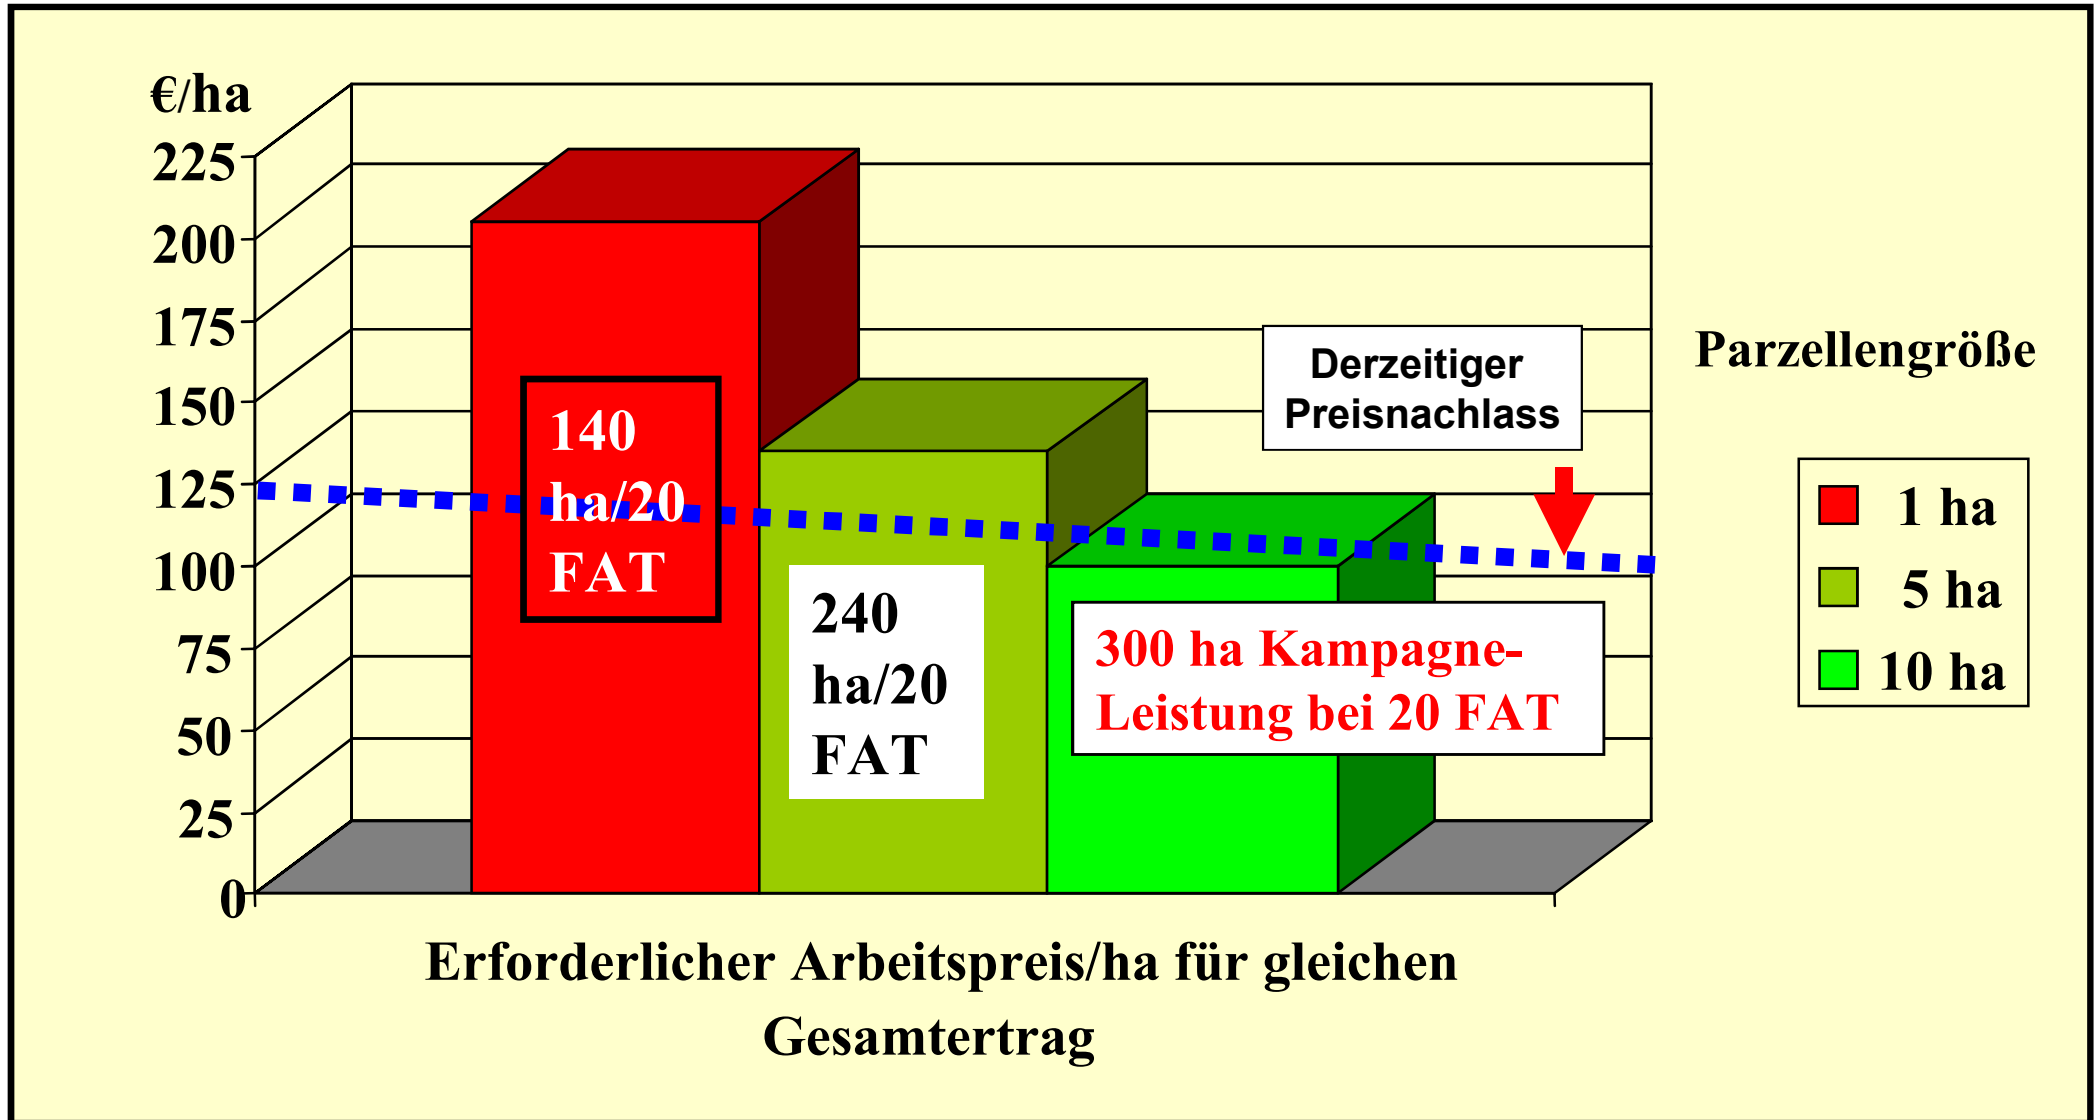 €/ha
225
200
175
150
125
100
75
50
25
0
140
ha/20
FAT
240
ha/20
FAT
300 ha Kampagne-
Leistung bei 20 FAT
Derzeitiger
Preisnachlass
Parzellengröße
1 ha
5 ha
10 ha
Erforderlicher Arbeitspreis/ha für gleichen
Gesamtertrag